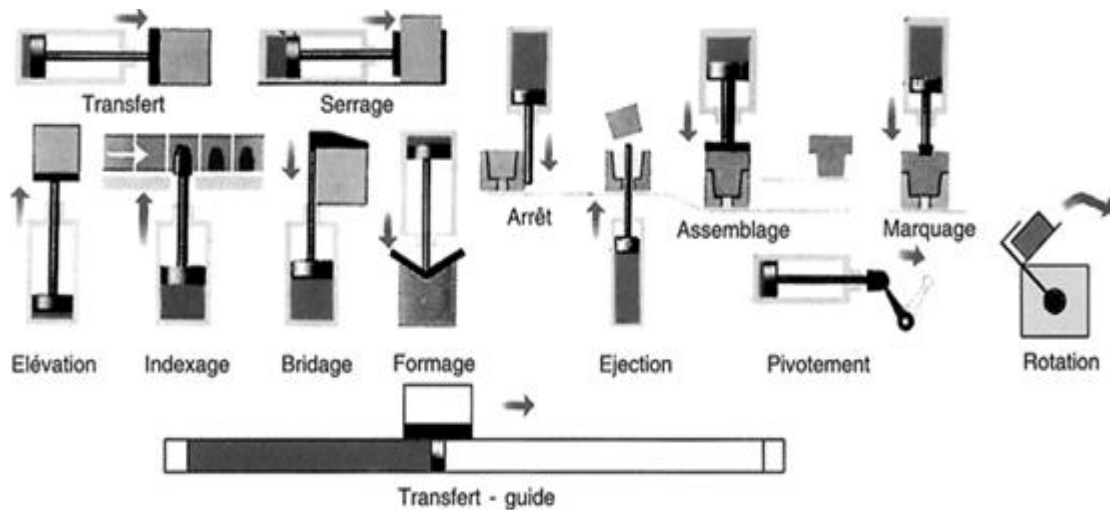 Transfert
Serrage
Arrêt
Assemblage
Marquage
Elévation
Indexage
Bridage
Formage
Ejection
Pivotement
Rotation
Transfert - guide